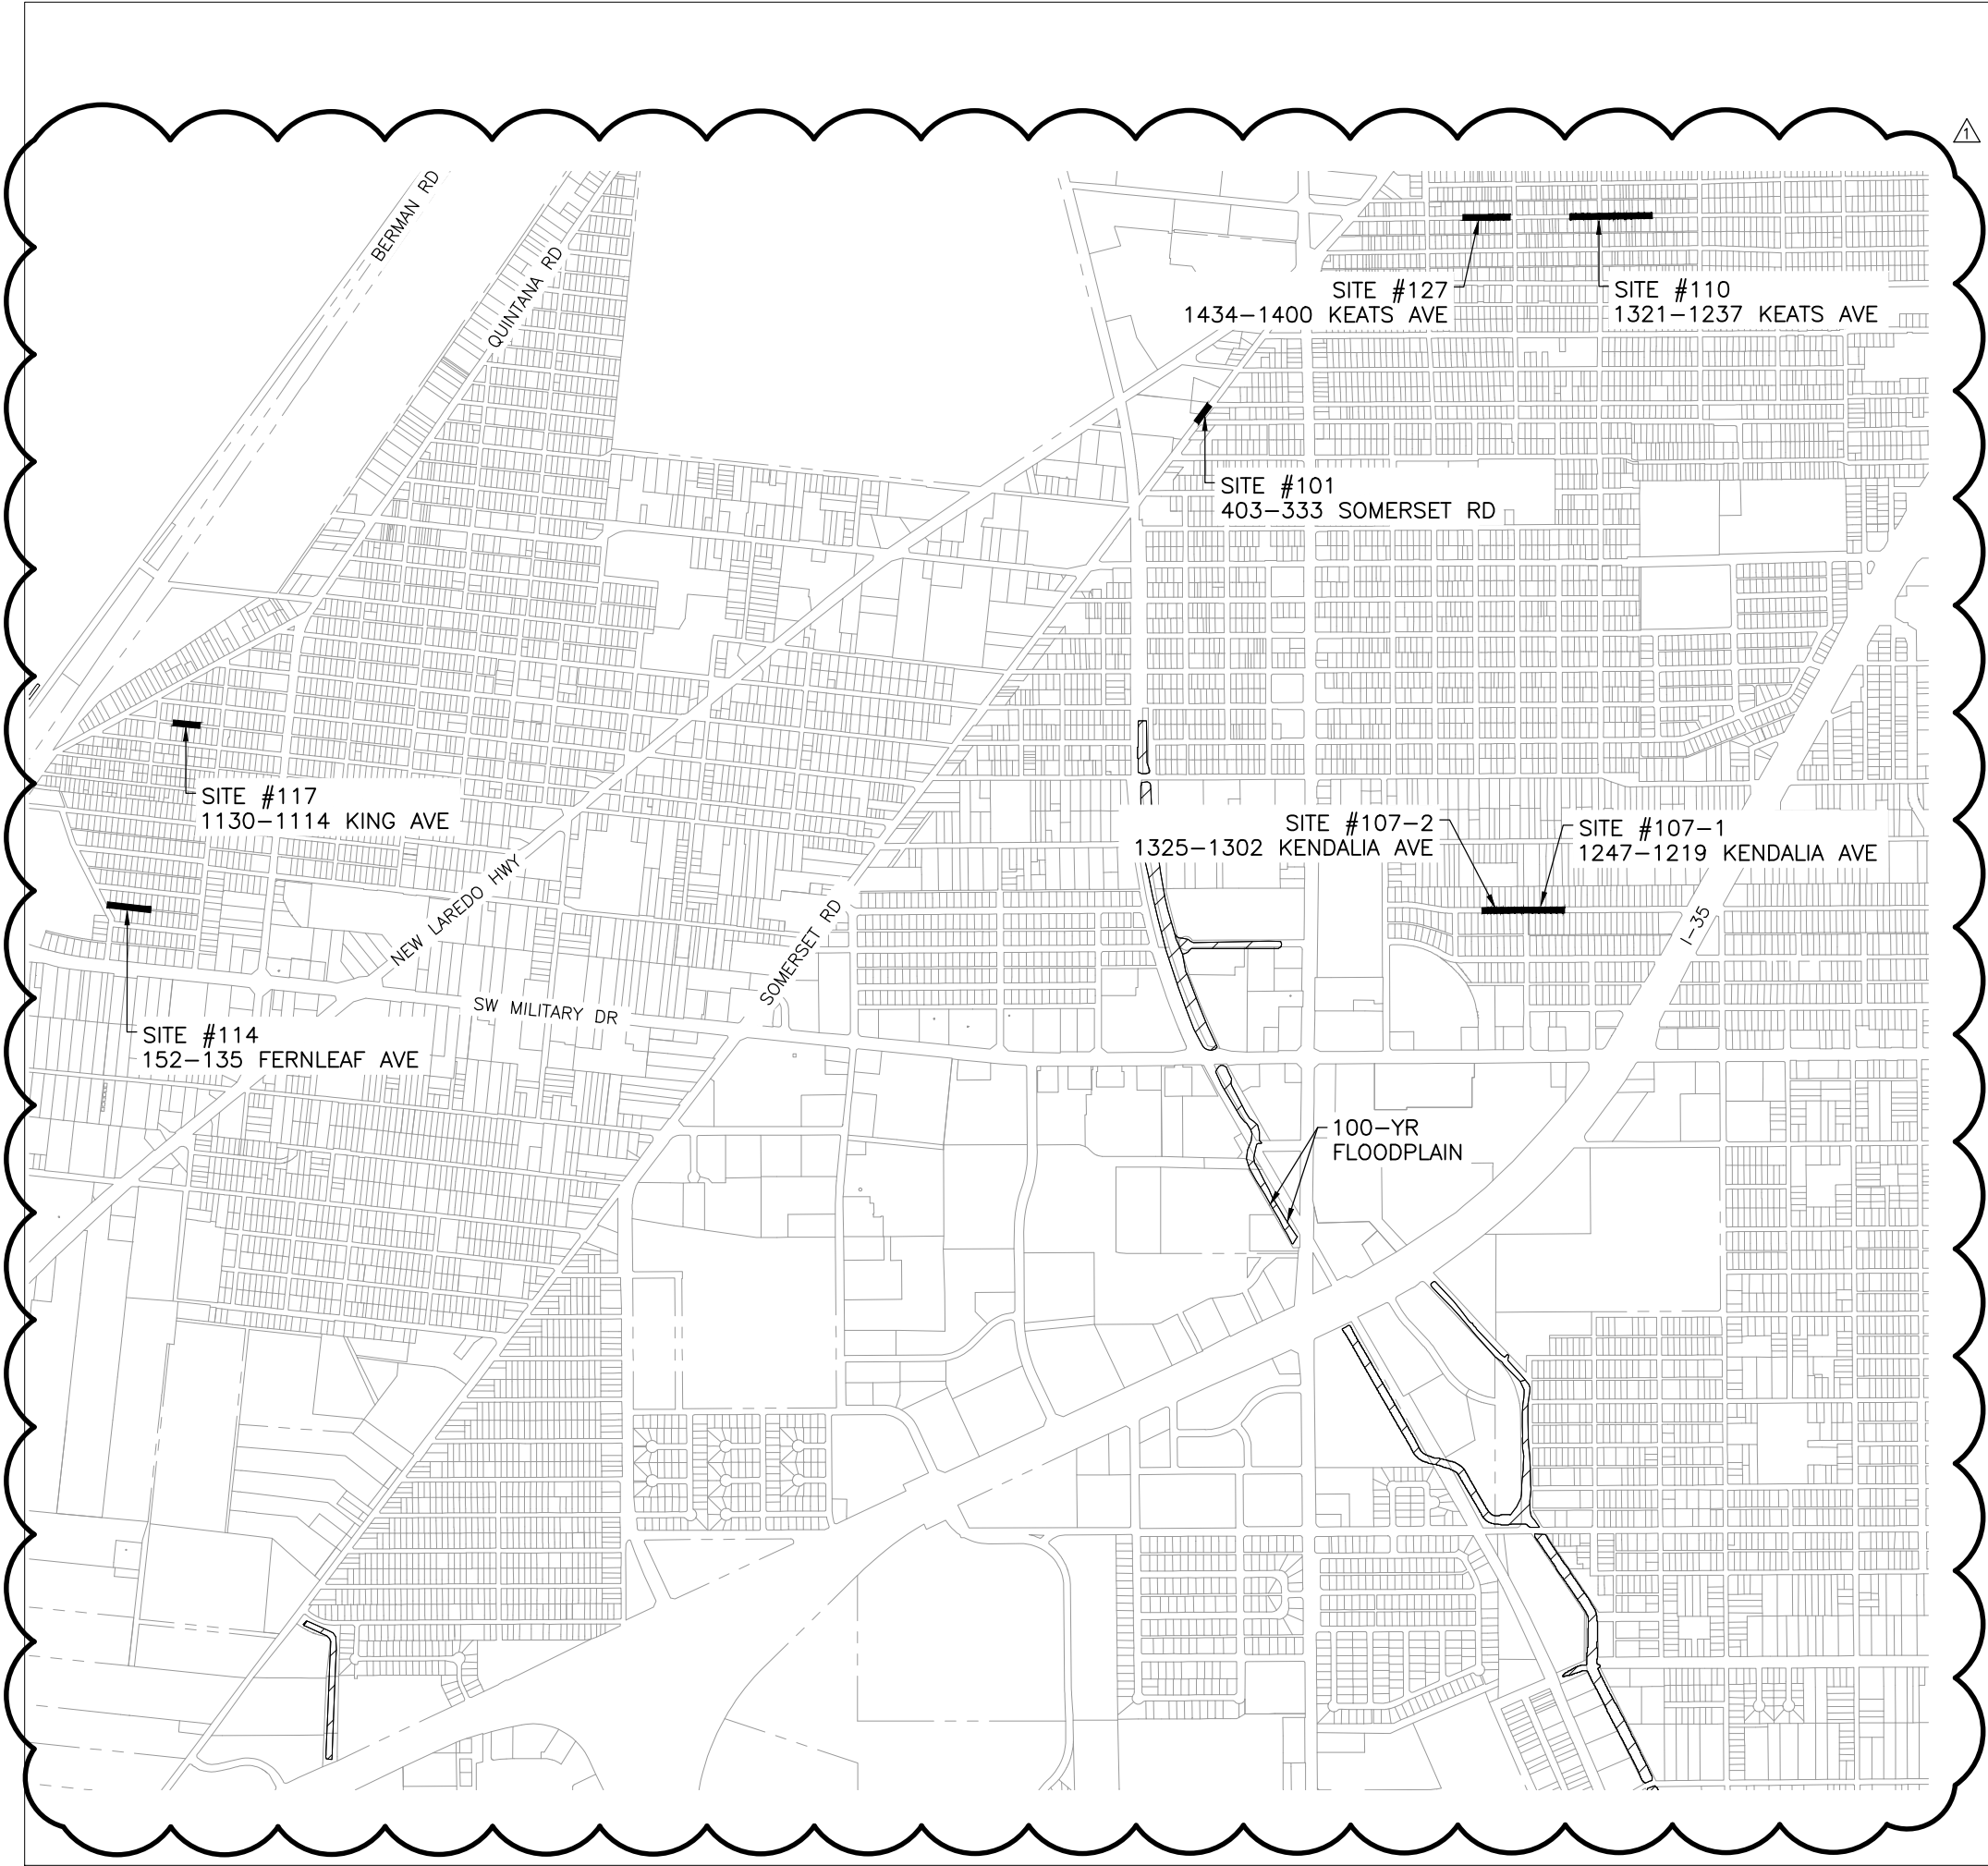 1
BERMAN RD
QUINTANA RD
SITE #127
1434-1400 KEATS AVE
SITE #110
1321-1237 KEATS AVE
SITE #101
403-333 SOMERSET RD
SITE #117
1130-1114 KING AVE
SITE #107-2
1325-1302 KENDALIA AVE
SITE #107-1
1247-1219 KENDALIA AVE
NEW LAREDO HWY
SOMERSET RD
I-35
SW MILITARY DR
SITE #114
152-135 FERNLEAF AVE
100-YR
FLOODPLAIN